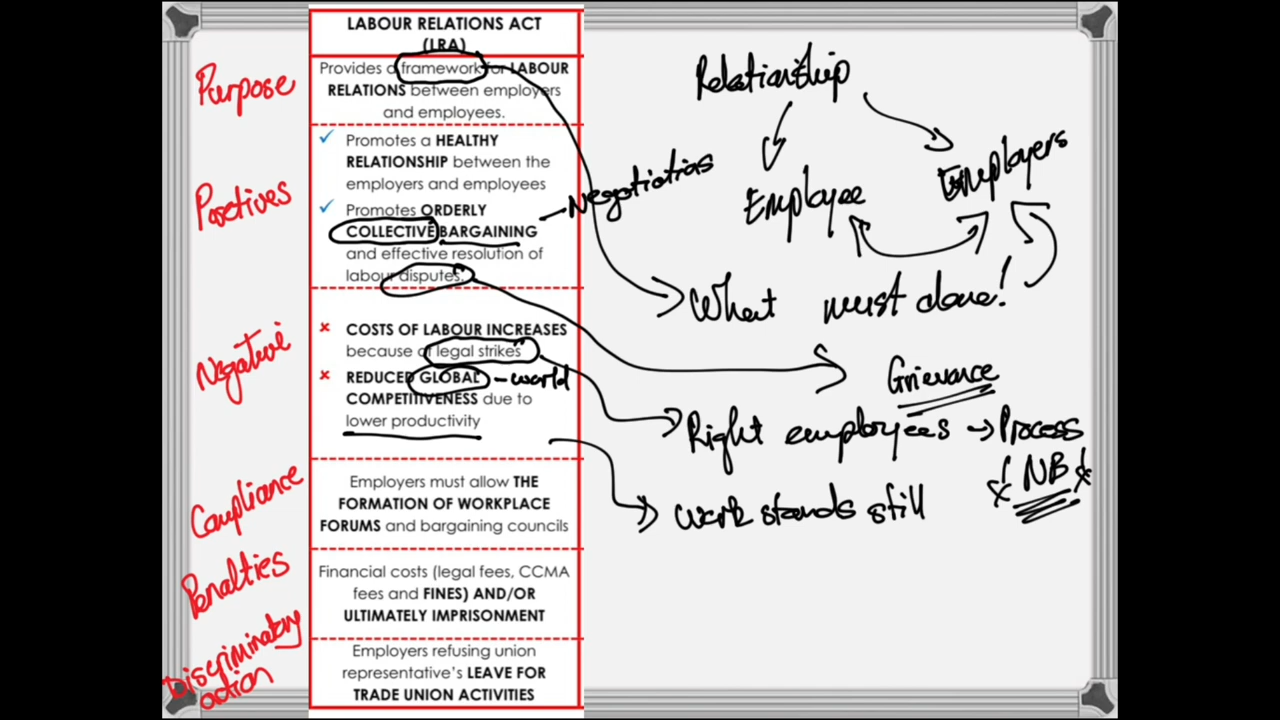 LABOUR RELATIONS ACT
(LRA)
Purpose
Provides a framework for LABOUR
RELATIONS between employers
and employees.
Positives
✓ Promotes a HEALTHY
RELATIONSHIP between the
employers and employees
✓ Promotes ORDERLY
COLLECTIVE BARGAINING
and effective resolution of
labour disputes.
Negative
x COSTS OF LABOUR INCREASES
because of legal strikes
x REDUCED GLOBAL - world
COMPETITIVENESS due to
lower productivity
Compliance
Employers must allow THE
FORMATION OF WORKPLACE
FORUMS and bargaining councils
Penalties
Financial costs (legal fees, CCMA
fees and FINES) AND/OR
ULTIMATELY IMPRISONMENT
Discriminatory
action
Employers refusing union
representative's LEAVE FOR
TRADE UNION ACTIVITIES
Relationship
Employee
Employers
Negotiations
What must done!
Grievance
Right employees → Process
* NB *
Work stands still